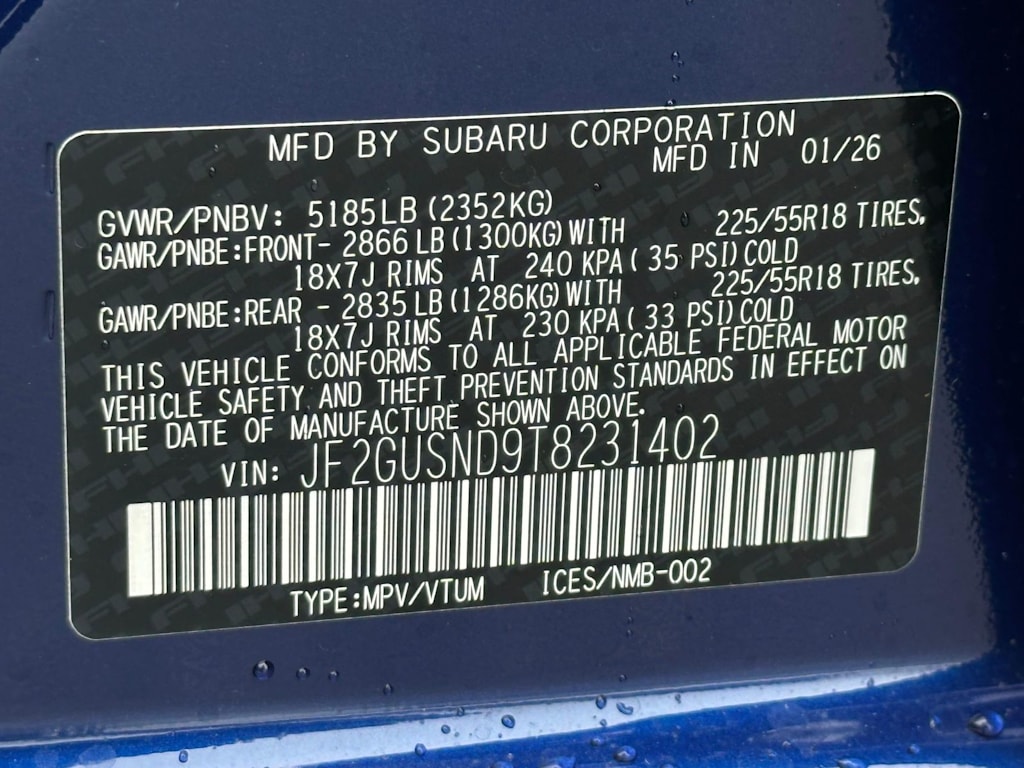 MFD BY SUBARU CORPORATION
MFD IN 01/26
GVWR/PNBV: 5185LB (2352KG)
GAWR/PNBE:FRONT- 2866 LB (1300KG) WITH 225/55R18 TIRES,
18X7J RIMS AT 240 KPA ( 35 PSI) COLD
GAWR/PNBE:REAR - 2835 LB (1286KG) WITH 225/55R18 TIRES,
18X7J RIMS AT 230 KPA ( 33 PSI) COLD
THIS VEHICLE CONFORMS TO ALL APPLICABLE FEDERAL MOTOR
VEHICLE SAFETY AND THEFT PREVENTION STANDARDS IN EFFECT ON
THE DATE OF MANUFACTURE SHOWN ABOVE.
VIN: JF2GUSND9T8231402
TYPE:MPV/VTUM ICES/NMB-002